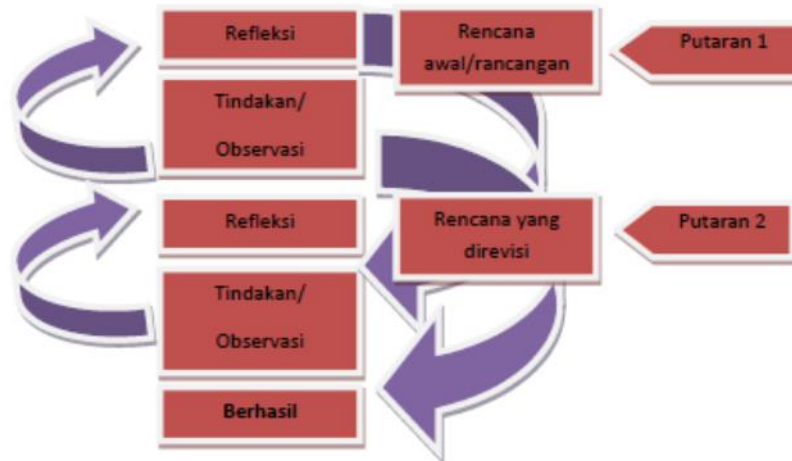 Refleksi
Rencana
awal/rancangan
Putaran 1
Tindakan/
Observasi
Refleksi
Rencana yang
direvisi
Putaran 2
Tindakan/
Observasi
Berhasil